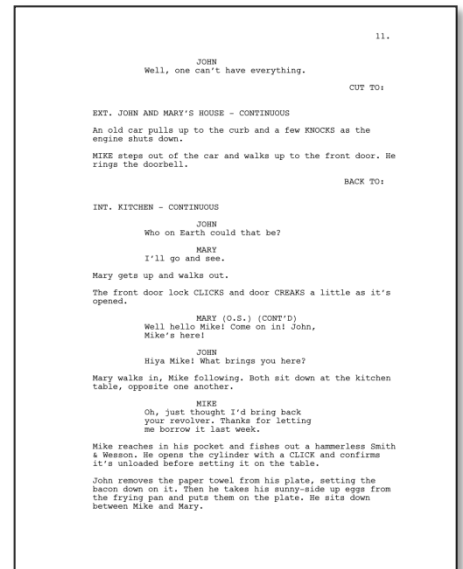 11.
JOHN
Well, one can't have everything.
CUT TO:
EXT. JOHN AND MARY'S HOUSE - CONTINUOUS
An old car pulls up to the curb and a few KNOCKS as the
engine shuts down.
MIKE steps out of the car and walks up to the front door. He
rings the doorbell.
BACK TO:
INT. KITCHEN - CONTINUOUS
JOHN
Who on Earth could that be?
MARY
I'll go and see.
Mary gets up and walks out.
The front door lock CLICKS and door CREAKS a little as it's
opened.
MARY (O.S.) (CONT'D)
Well hello Mike! Come on in! John,
Mike's here!
JOHN
Hiya Mike! What brings you here?
Mary walks in, Mike following. Both sit down at the kitchen
table, opposite one another.
MIKE
Oh, just thought I'd bring back
your revolver. Thanks for letting
me borrow it last week.
Mike reaches in his pocket and fishes out a hammerless Smith
& Wesson. He opens the cylinder with a CLICK and confirms
it's unloaded before setting it on the table.
John removes the paper towel from his plate, setting the
bacon down on it. Then he takes his sunny-side up eggs from
the frying pan and puts them on the plate. He sits down
between Mike and Mary.